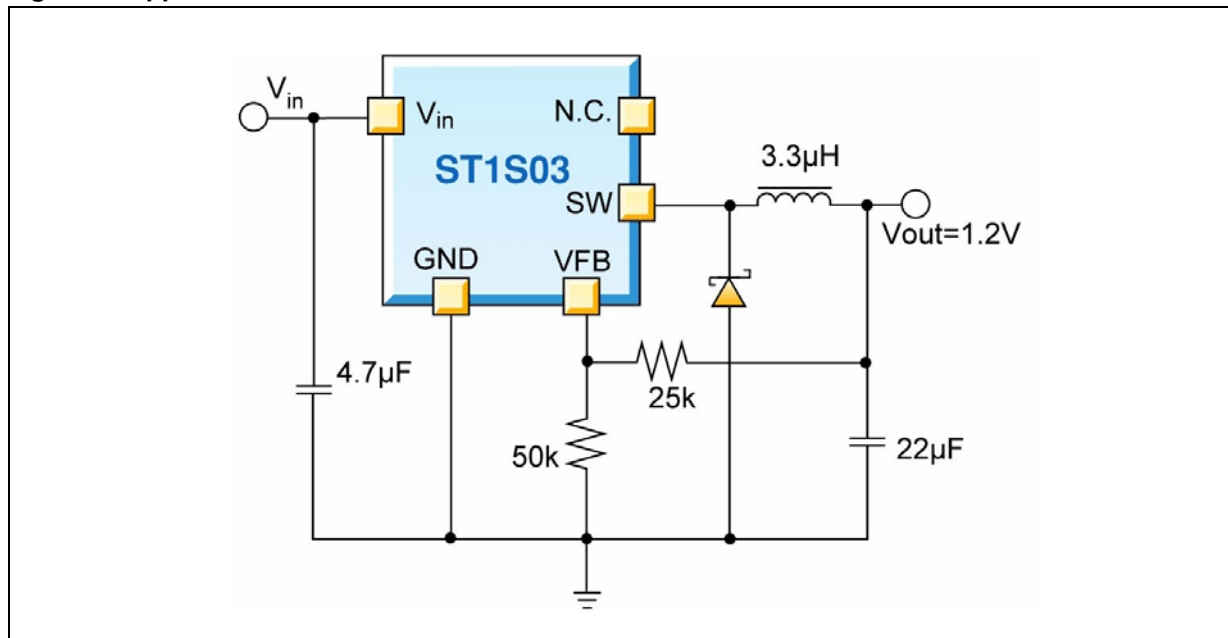 V_in
V_in
N.C.
ST1S03
3.3µH
SW
Vout=1.2V
GND
VFB
4.7µF
25k
50k
22µF